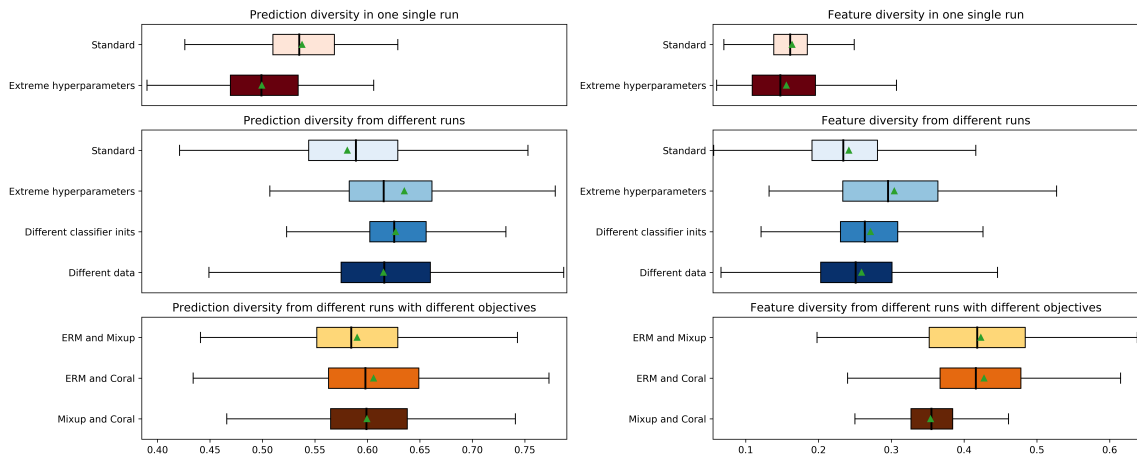 Prediction diversity in one single run
Standard
Extreme hyperparameters
Prediction diversity from different runs
Standard
Extreme hyperparameters
Different classifier inits
Different data
Prediction diversity from different runs with different objectives
ERM and Mixup
ERM and Coral
Mixup and Coral
0.40 0.45 0.50 0.55 0.60 0.65 0.70 0.75
Feature diversity in one single run
Standard
Extreme hyperparameters
Feature diversity from different runs
Standard
Extreme hyperparameters
Different classifier inits
Different data
Feature diversity from different runs with different objectives
ERM and Mixup
ERM and Coral
Mixup and Coral
0.1 0.2 0.3 0.4 0.5 0.6